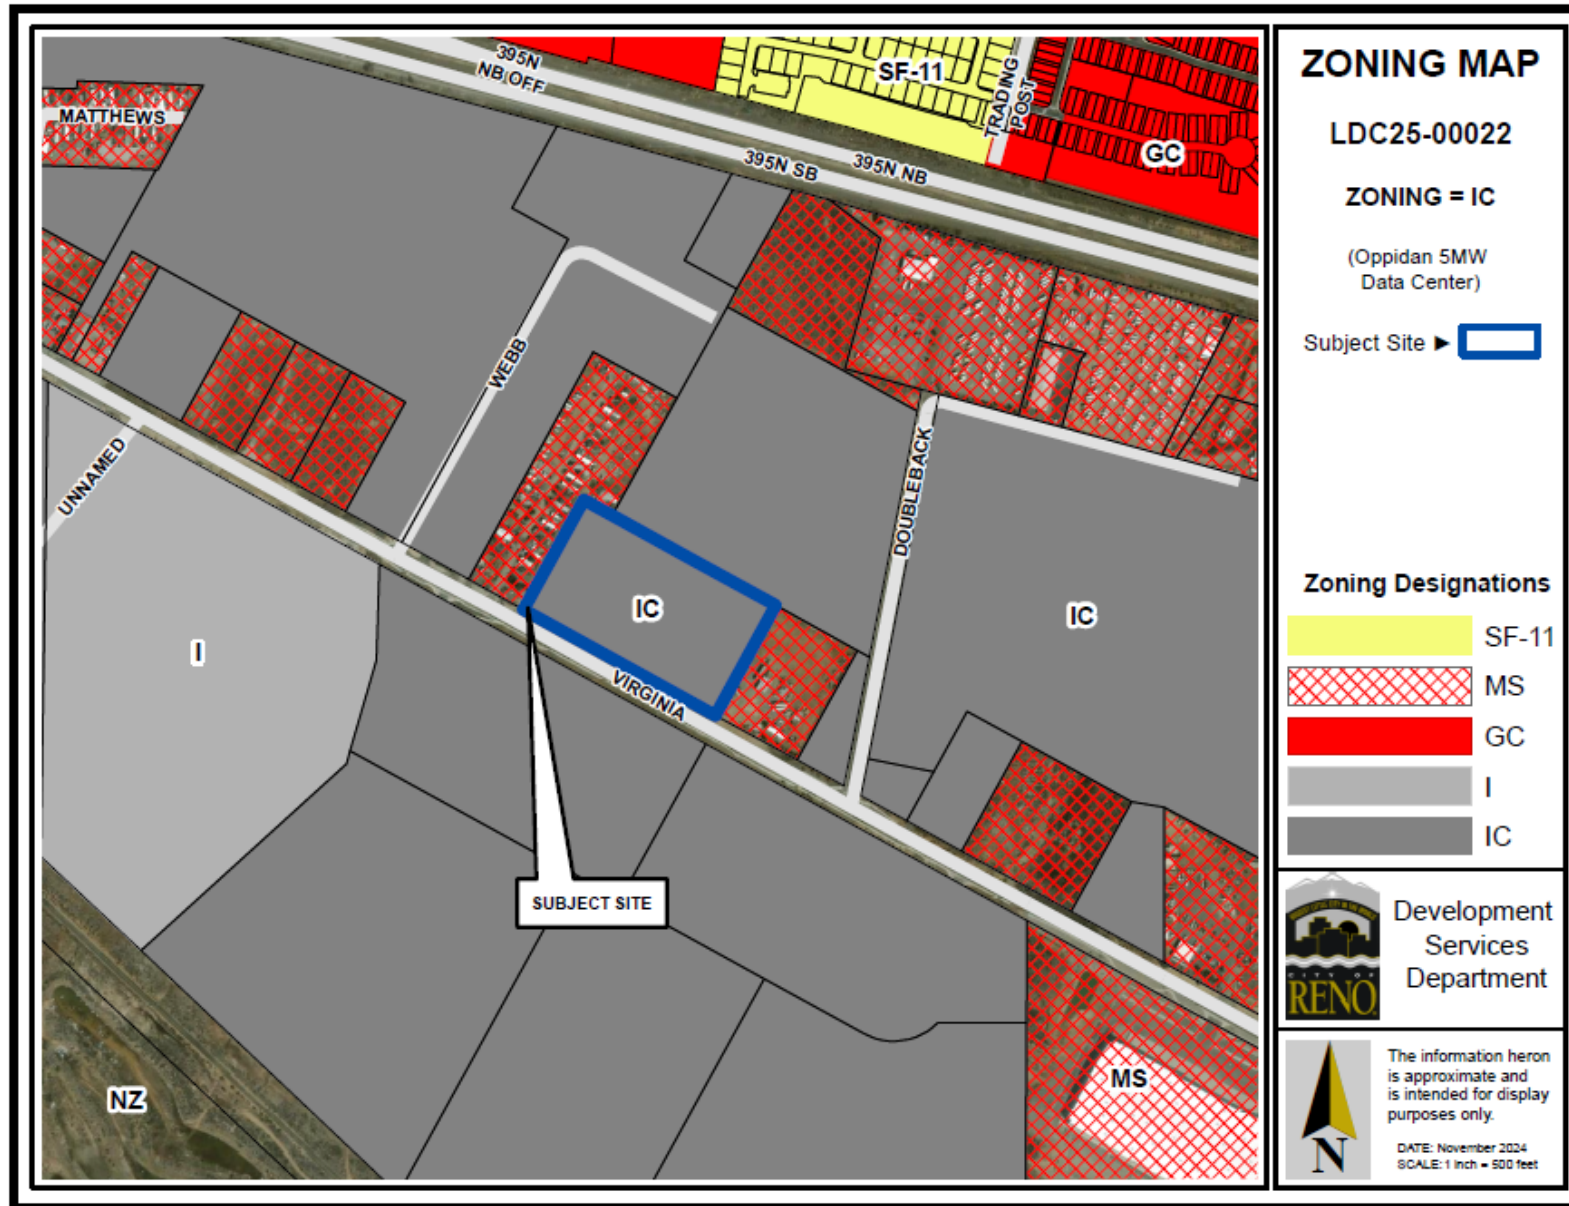 395N
NB OFF
SF-11
TRADING
POST
MATTHEWS
GC
395N SB
395N NB
WEBB
UNNAMED
DOUBLEBACK
IC
IC
I
VIRGINIA
SUBJECT SITE
MS
NZ
ZONING MAP
LDC25-00022
ZONING = IC
(Oppidan 5MW
Data Center)
Subject Site ►
Zoning Designations
SF-11
MS
GC
I
IC
CITY OF
RENO
Development
Services
Department
N
The information heron
is approximate and
is intended for display
purposes only.
DATE: November 2024
SCALE: 1 inch = 500 feet